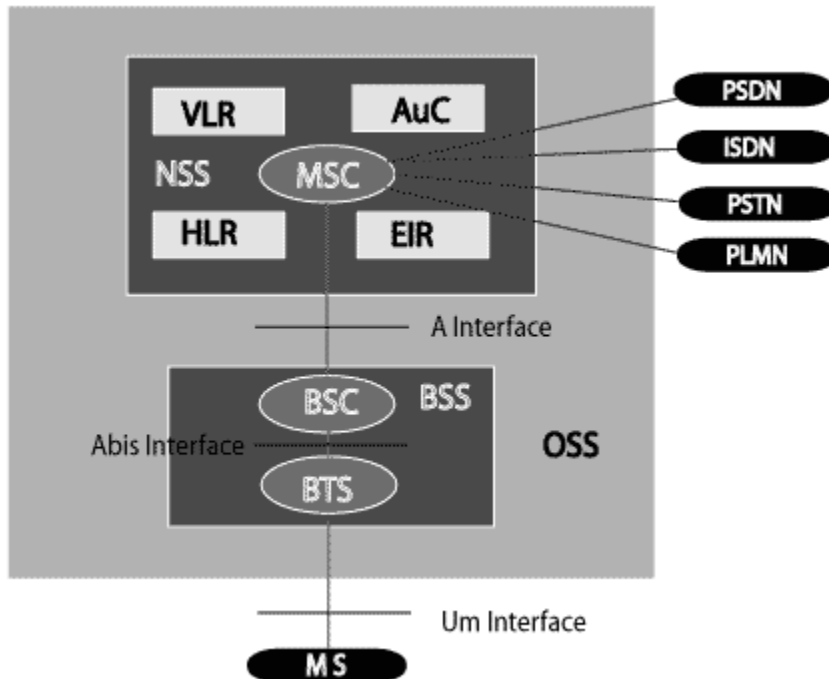 PSDN
VLR
AuC
ISDN
NSS
MSC
PSTN
HLR
EIR
PLMN
A Interface
BSC
BSS
Abis Interface
OSS
BTS
Um Interface
MS